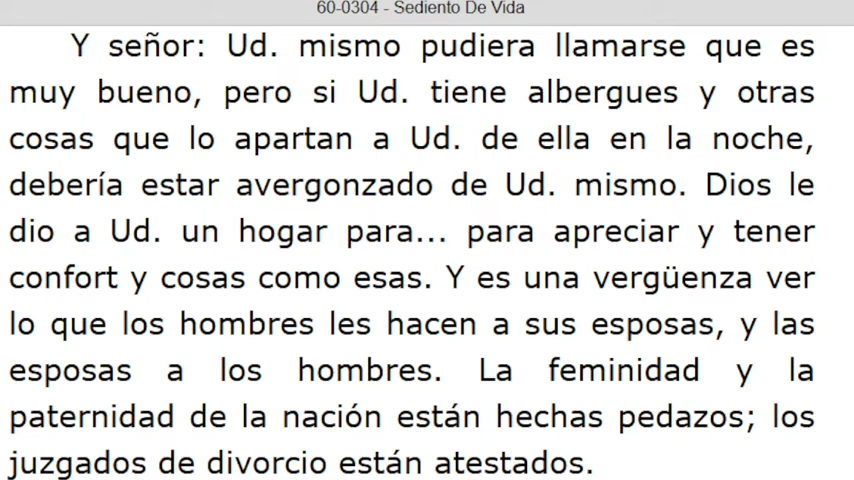 60-0304 - Sediento De Vida
Y señor: Ud. mismo pudiera llamarse que es
muy bueno, pero si Ud. tiene albergues y otras
cosas que lo apartan a Ud. de ella en la noche,
debería estar avergonzado de Ud. mismo. Dios le
dio a Ud. un hogar para... para apreciar y tener
confort y cosas como esas. Y es una vergüenza ver
lo que los hombres les hacen a sus esposas, y las
esposas a los hombres. La feminidad y la
paternidad de la nación están hechas pedazos; los
juzgados de divorcio están atestados.